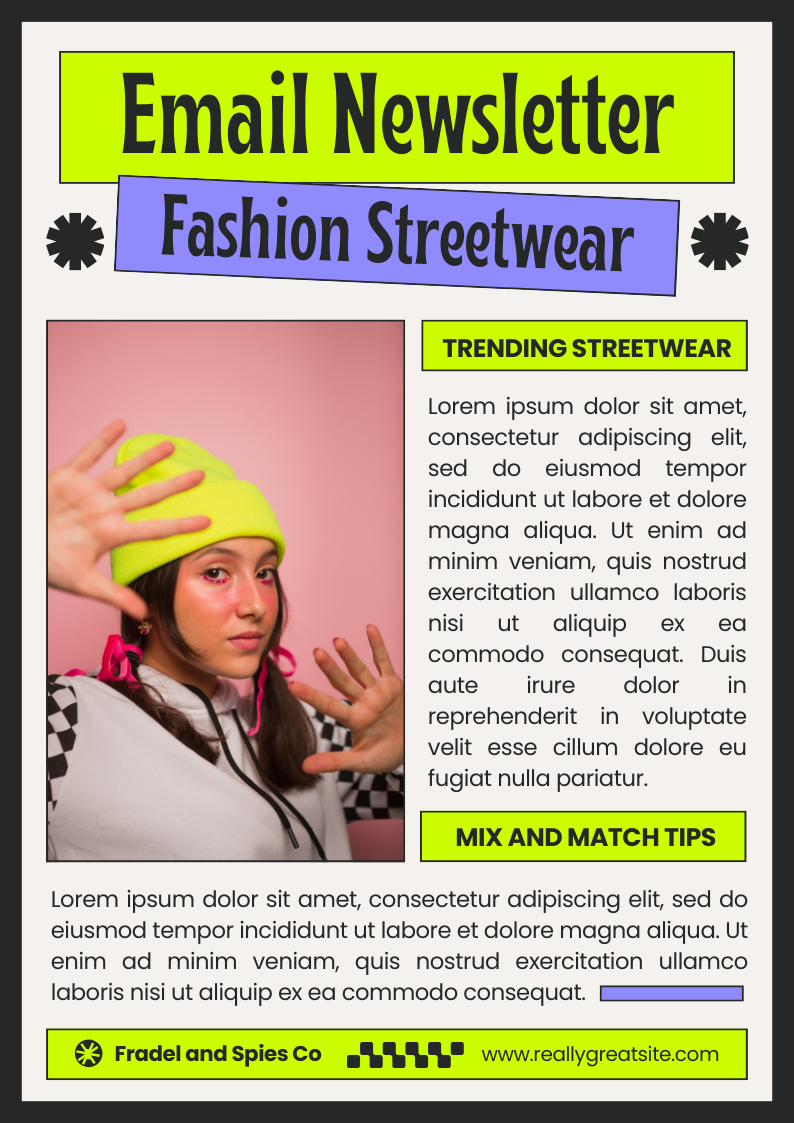 Email Newsletter
Fashion Streetwear
TRENDING STREETWEAR
Lorem ipsum dolor sit amet,
consectetur adipiscing elit,
sed do eiusmod tempor
incididunt ut labore et dolore
magna aliqua. Ut enim ad
minim veniam, quis nostrud
exercitation ullamco laboris
nisi ut aliquip ex ea
commodo consequat. Duis
aute irure dolor in
reprehenderit in voluptate
velit esse cillum dolore eu
fugiat nulla pariatur.
MIX AND MATCH TIPS
Lorem ipsum dolor sit amet, consectetur adipiscing elit, sed do
eiusmod tempor incididunt ut labore et dolore magna aliqua. Ut
enim ad minim veniam, quis nostrud exercitation ullamco
laboris nisi ut aliquip ex ea commodo consequat.
Fradel and Spies Co
www.reallygreatsite.com